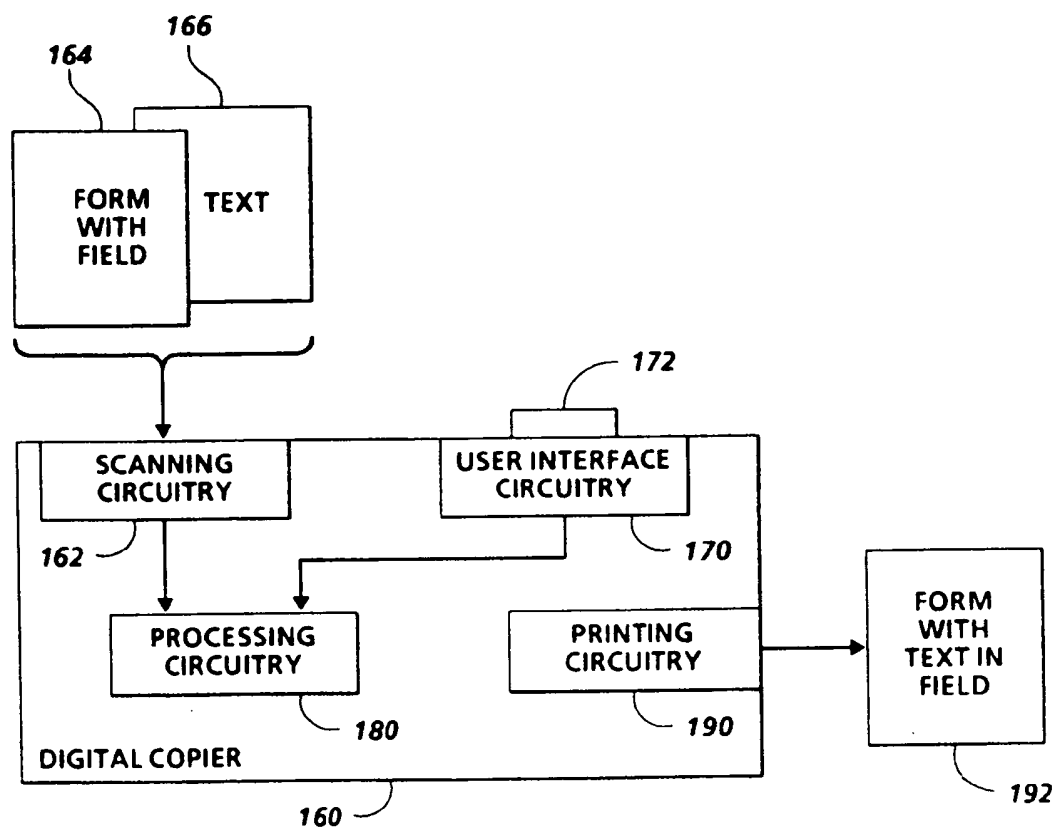 166
164
FORM
WITH
FIELD
TEXT
172
SCANNING
CIRCUITRY
USER INTERFACE
CIRCUITRY
162
170
PROCESSING
CIRCUITRY
PRINTING
CIRCUITRY
FORM
WITH
TEXT IN
FIELD
180
190
DIGITAL COPIER
160
192